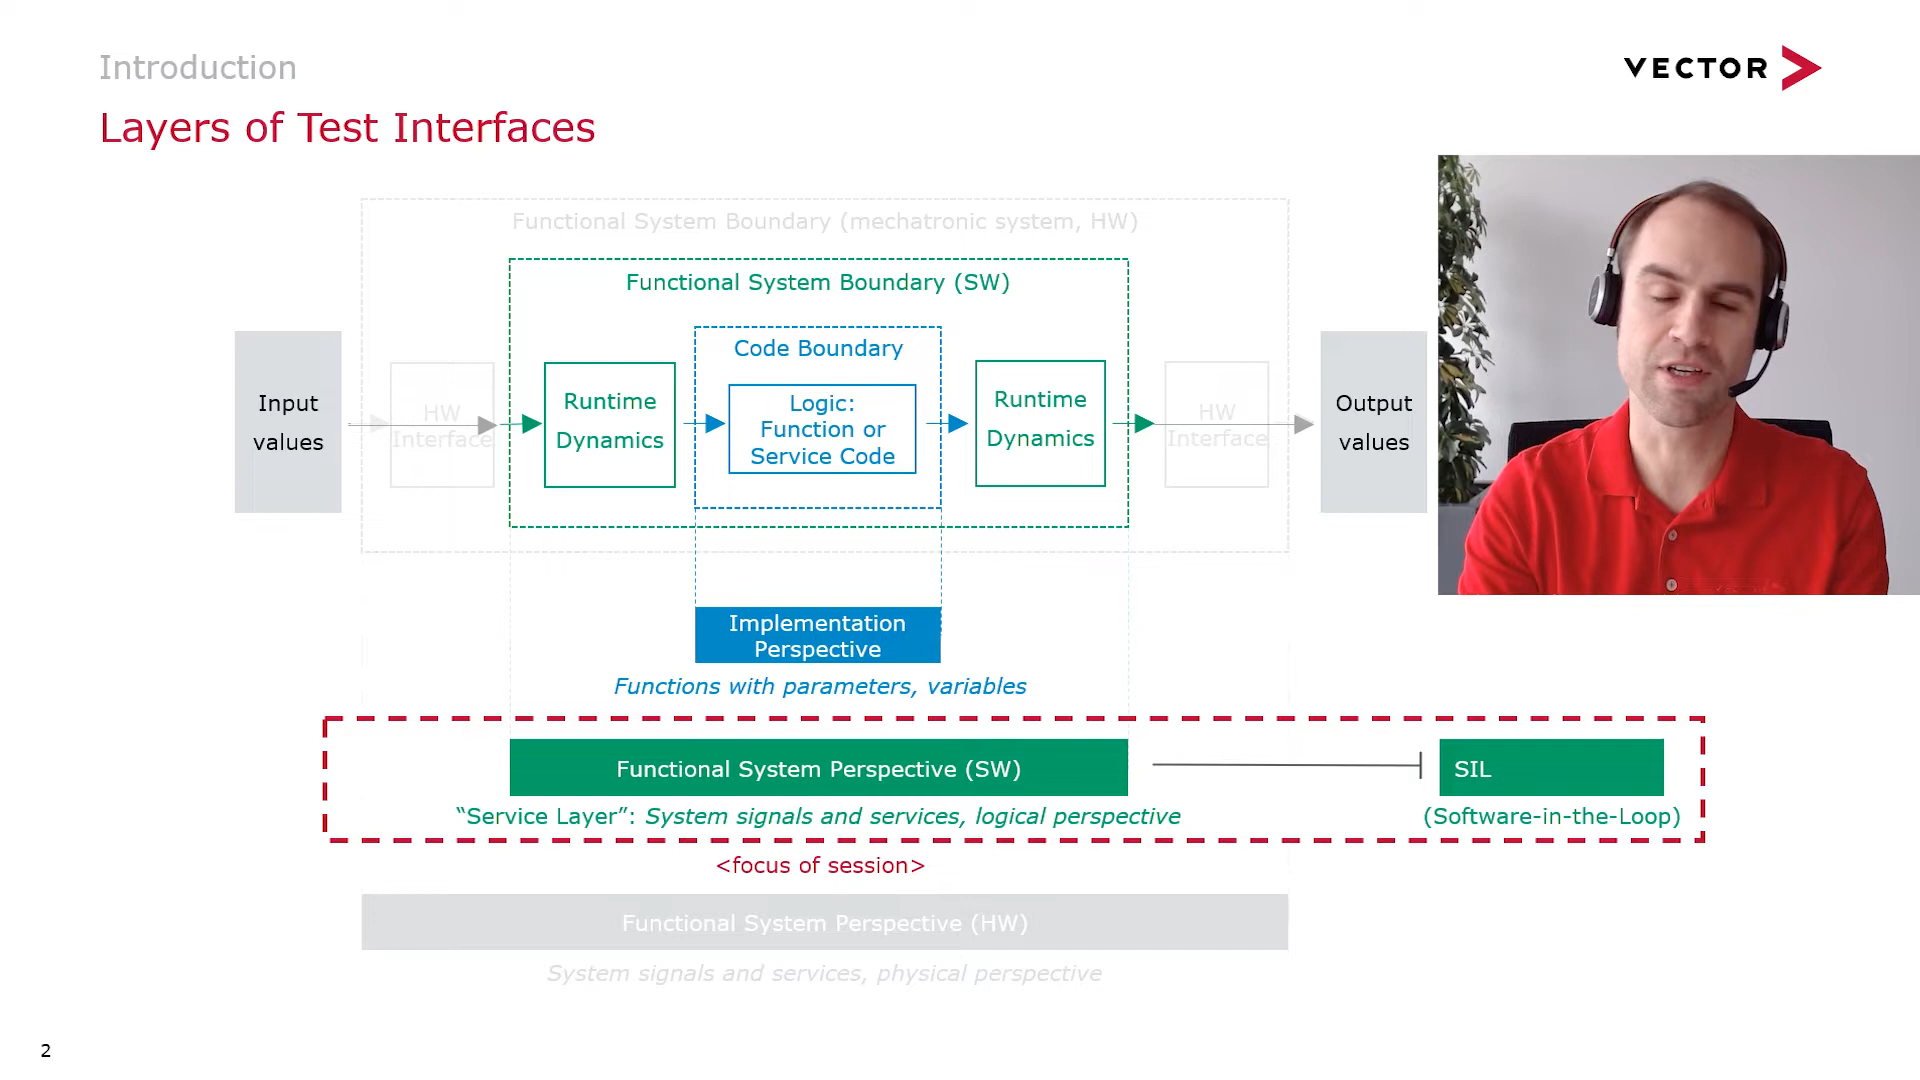 Introduction
VECTOR
Layers of Test Interfaces
Functional System Boundary (mechatronic system, HW)
Functional System Boundary (SW)
Code Boundary
Input
values
HW
Interface
Runtime
Dynamics
Logic:
Function or
Service Code
Runtime
Dynamics
HW
Interface
Output
values
Implementation
Perspective
Functions with parameters, variables
Functional System Perspective (SW)
SIL
“Service Layer”: System signals and services, logical perspective
(Software-in-the-Loop)
<focus of session>
Functional System Perspective (HW)
System signals and services, physical perspective
2